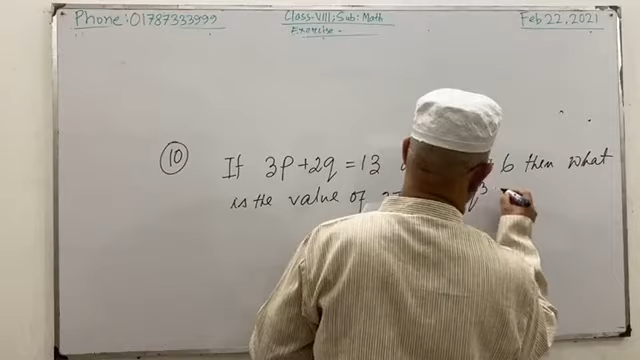 Phone: 01787333999
Class-VIII; Sub: Math
Exercise -
Feb 22, 2021
10 If 3p+2q = 13 6 then what
is the value of q³